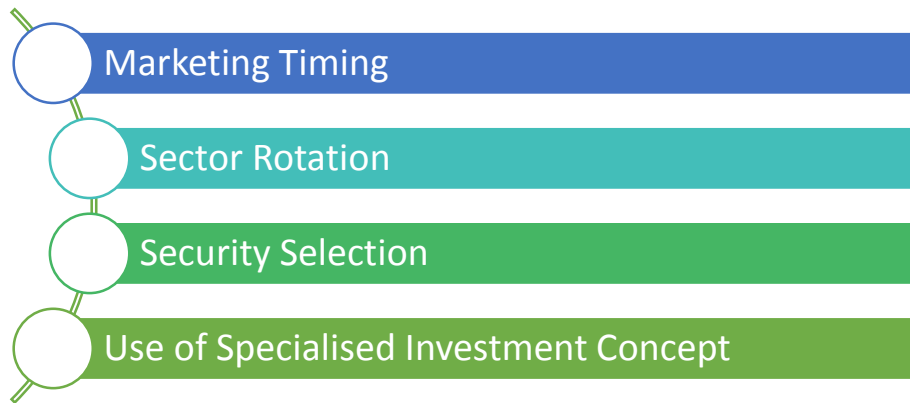 Marketing Timing
Sector Rotation
Security Selection
Use of Specialised Investment Concept